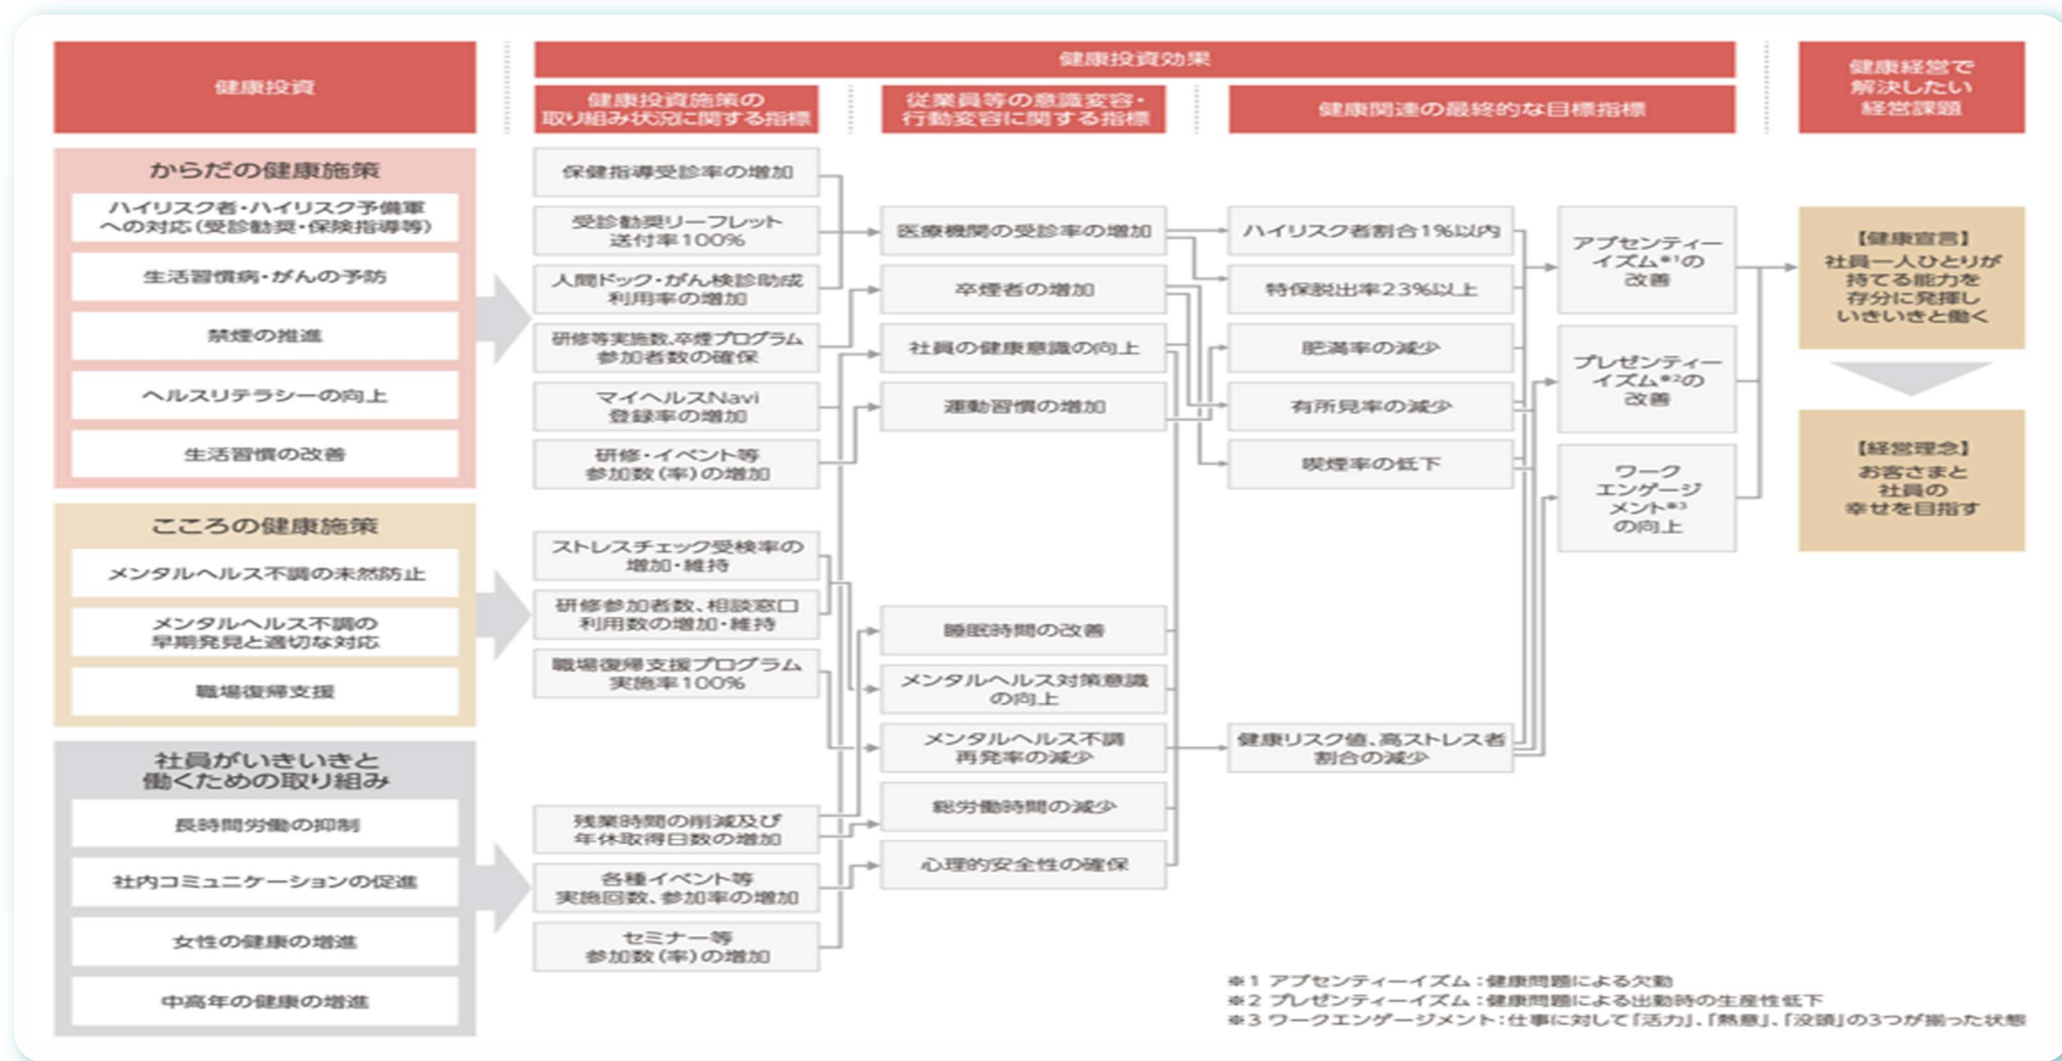 健康投資
健康投資効果
健康投資施策の
取り組み状況に関する指標
従業員等の意識変容・
行動変容に関する指標
健康関連の最終的な目標指標
健康経営で
解決したい
経営課題
からだの健康施策
ハイリスク者・ハイリスク予備軍
への対応(受診勧奨・保険指導等)
生活習慣病・がんの予防
禁煙の推進
ヘルスリテラシーの向上
生活習慣の改善
こころの健康施策
メンタルヘルス不調の未然防止
メンタルヘルス不調の
早期発見と適切な対応
職場復帰支援
社員がいきいきと
働くための取り組み
長時間労働の抑制
社内コミュニケーションの促進
女性の健康の増進
中高年の健康の増進
保健指導受診率の増加
受診勧奨リーフレット
送付率100%
人間ドック・がん検診助成
利用率の増加
研修等実施数、卒煙プログラム
参加者数の確保
マイヘルスNavi
登録率の増加
研修・イベント等
参加数(率)の増加
ストレスチェック受検率の
増加・維持
研修参加者数、相談窓口
利用数の増加・維持
職場復帰支援プログラム
実施率100%
残業時間の削減及び
年休取得日数の増加
各種イベント等
実施回数、参加率の増加
セミナー等
参加数(率)の増加
医療機関の受診率の増加
卒煙者の増加
社員の健康意識の向上
運動習慣の増加
睡眠時間の改善
メンタルヘルス対策意識
の向上
メンタルヘルス不調
再発率の減少
総労働時間の減少
心理的安全性の確保
ハイリスク者割合1%以内
特保脱出率23%以上
肥満率の減少
有所見率の減少
喫煙率の低下
健康リスク値、高ストレス者
割合の減少
アブセンティー
イズム※1の
改善
プレゼンティー
イズム※2の
改善
ワーク
エンゲージ
メント※3
の向上
【健康宣言】
社員一人ひとりが
持てる能力を
存分に発揮し
いきいきと働く
【経営理念】
お客さまと
社員の
幸せを目指す
※1 アブセンティーイズム：健康問題による欠勤
※2 プレゼンティーイズム：健康問題による出勤時の生産性低下
※3 ワークエンゲージメント：仕事に対して「活力」、「熱意」、「没頭」の3つが揃った状態